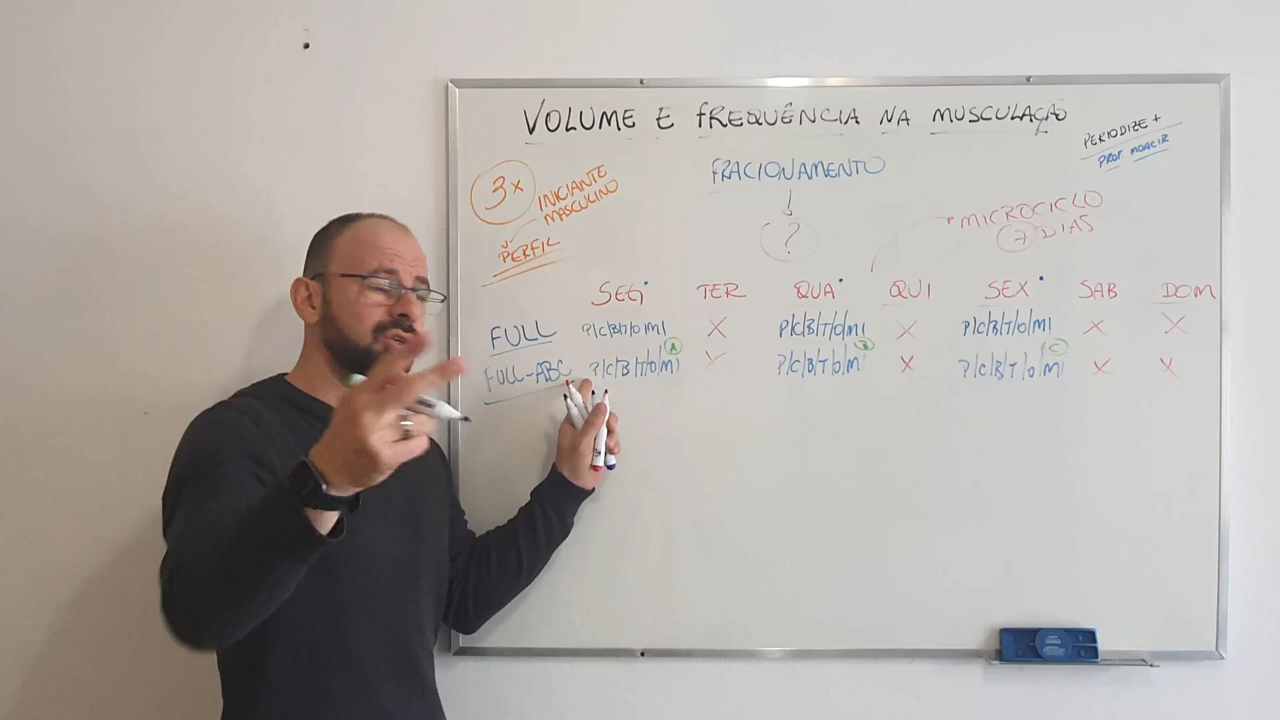 VOLUME E FREQUÊNCIA NA MUSCULAÇÃO
PERIODIZE +
PROF. MOACIR
3x
INICIANTE
MASCULINO
PERFIL
FRACIONAMENTO
?
MICROCICLO
7 DIAS
SEG TER QUA QUI SEX SAB DOM
FULL P/C/B/T/O/M/ X P/C/B/T/O/M/ X P/C/B/T/O/M/ X X
FULL-ABC P/C/B/T/O/M/ A X P/C/B/T/O/M/ B X P/C/B/T/O/M/ C X X